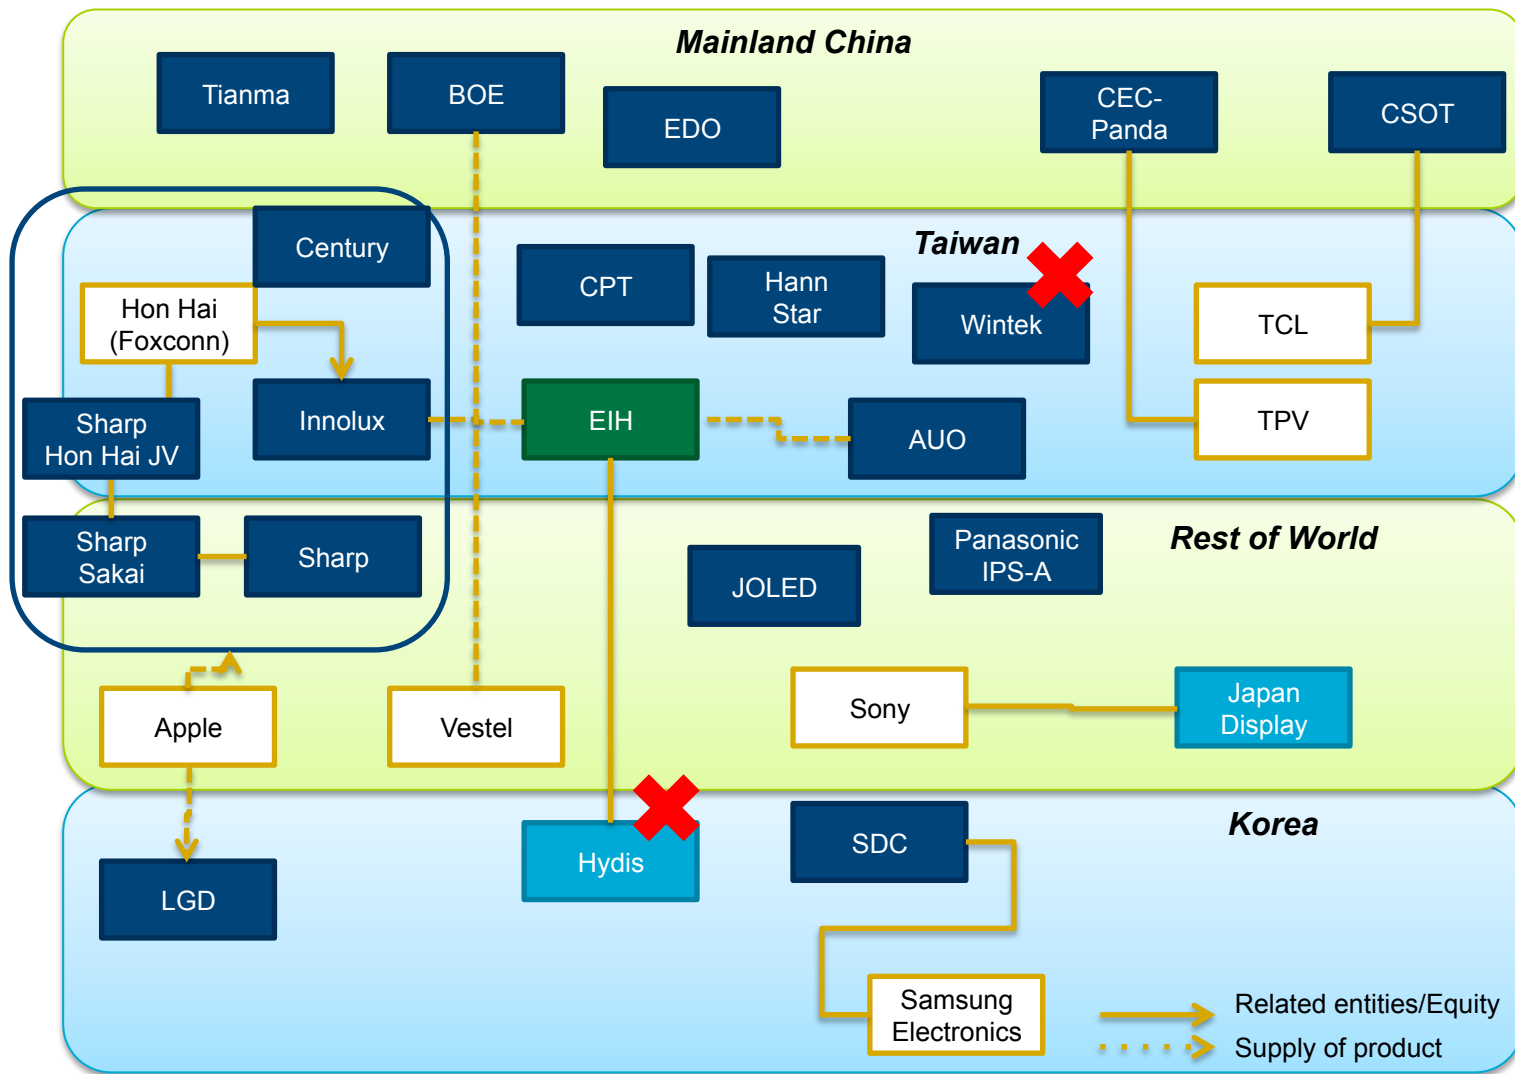 Mainland China
Tianma
BOE
EDO
CEC-
Panda
CSOT
Taiwan
Century
CPT
Hann
Star
Wintek
Hon Hai
(Foxconn)
TCL
Innolux
EIH
AUO
TPV
Sharp
Hon Hai JV
Rest of World
Sharp
Sakai
Sharp
JOLED
Panasonic
IPS-A
Apple
Vestel
Sony
Japan
Display
Korea
LGD
Hydis
SDC
Samsung
Electronics
Related entities/Equity
Supply of product